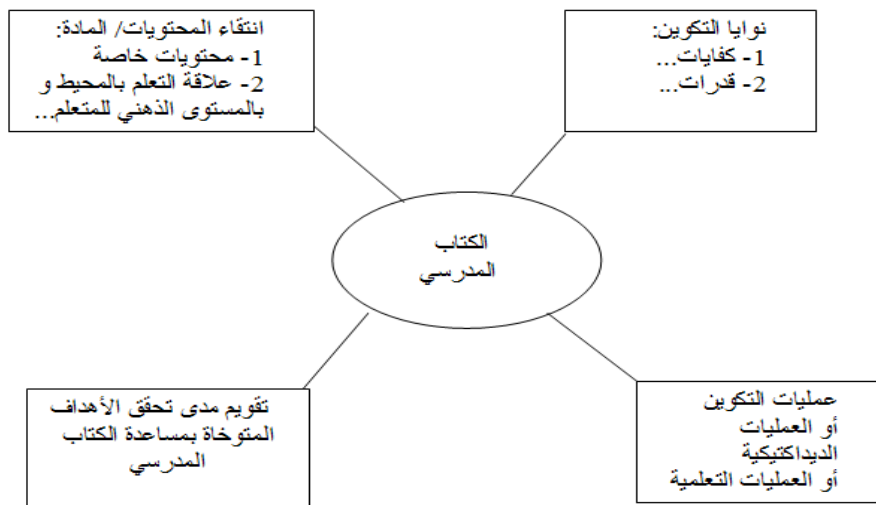 نوايا التكوين:
1- كفايات...
2- قدرات...
انتقاء المحتويات/ المادة:
1- محتويات خاصة
2- علاقة التعلم بالمحيط و
بالمستوى الذهني للمتعلم...
الكتاب
المدرسي
عمليات التكوين
أو العمليات
الديداكتيكية
أو العمليات التعلمية
تقويم مدى تحقق الأهداف
المتوخاة بمساعدة الكتاب
المدرسي